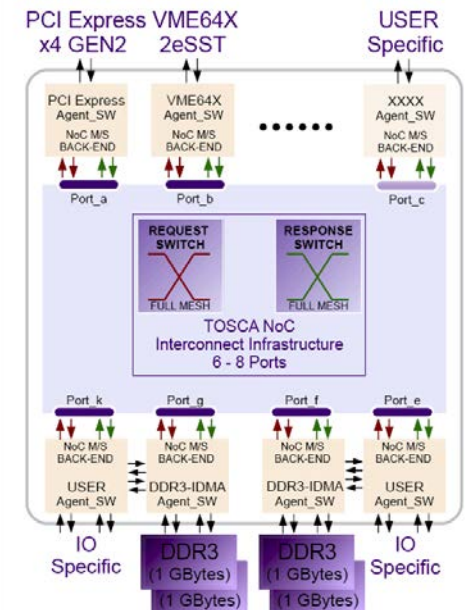 PCI Express VME64X USER
x4 GEN2 2eSST Specific
PCI Express
Agent_SW
NoC M/S
BACK-END
VME64X
Agent_SW
NoC M/S
BACK-END
XXXX
Agent_SW
NoC M/S
BACK-END
Port_a
Port_b
Port_c
REQUEST
SWITCH
FULL MESH
RESPONSE
SWITCH
FULL MESH
TOSCA NoC
Interconnect Infrastructure
6 - 8 Ports
Port_k
Port_g
Port_f
Port_e
NoC M/S
BACK-END
USER
Agent_SW
NoC M/S
BACK-END
DDR3-IDMA
Agent_SW
NoC M/S
BACK-END
DDR3-IDMA
Agent_SW
NoC M/S
BACK-END
USER
Agent_SW
IO
Specific
DDR3
(1 GBytes)
(1 GBytes)
DDR3
(1 GBytes)
(1 GBytes)
IO
Specific